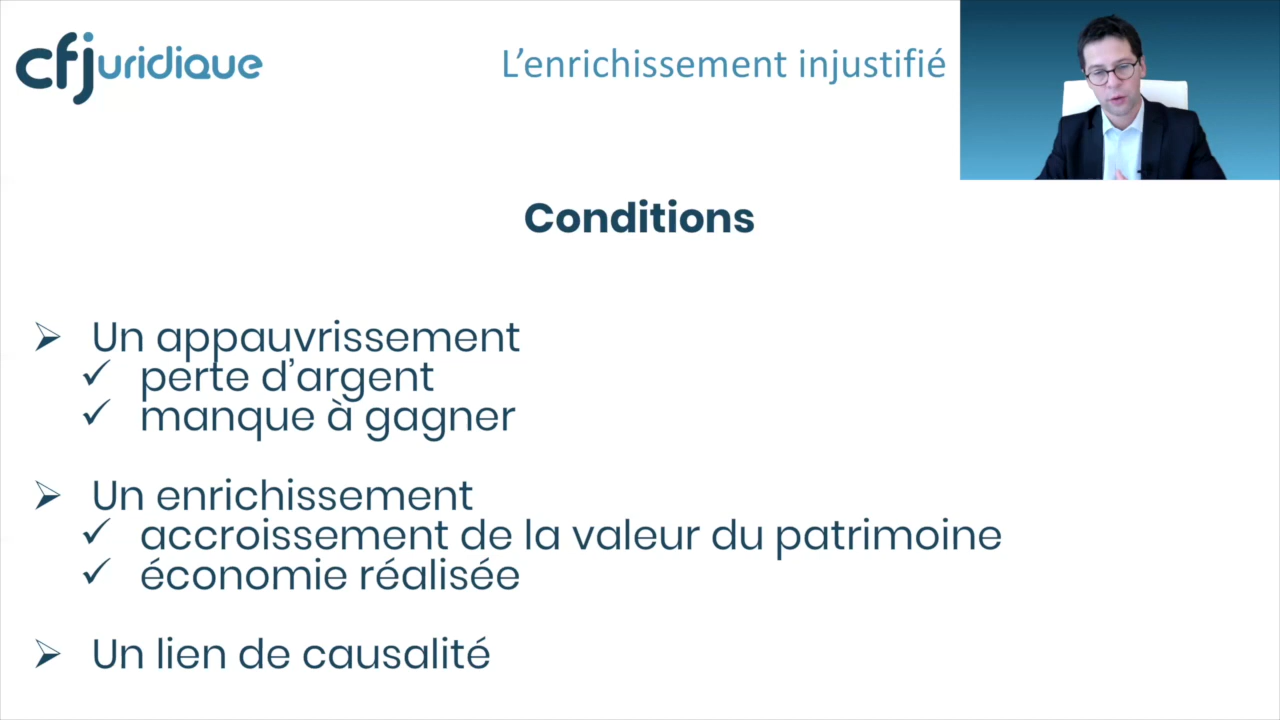 cfjuridique
L’enrichissement injustifié
Conditions
Un appauvrissement
perte d’argent
manque à gagner
Un enrichissement
accroissement de la valeur du patrimoine
économie réalisée
Un lien de causalité